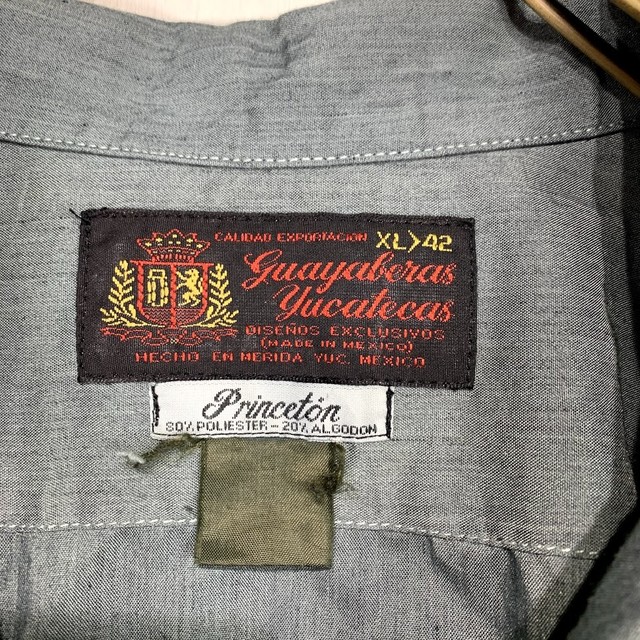 CALIDAD EXPORTACION XL>42
Guayaberas
Yucatecas
DISEÑOS EXCLUSIVOS
(MADE IN MEXICO)
HECHO EN MERIDA YUC. MEXICO
Princetón
80% POLIESTER - 20% ALGODON